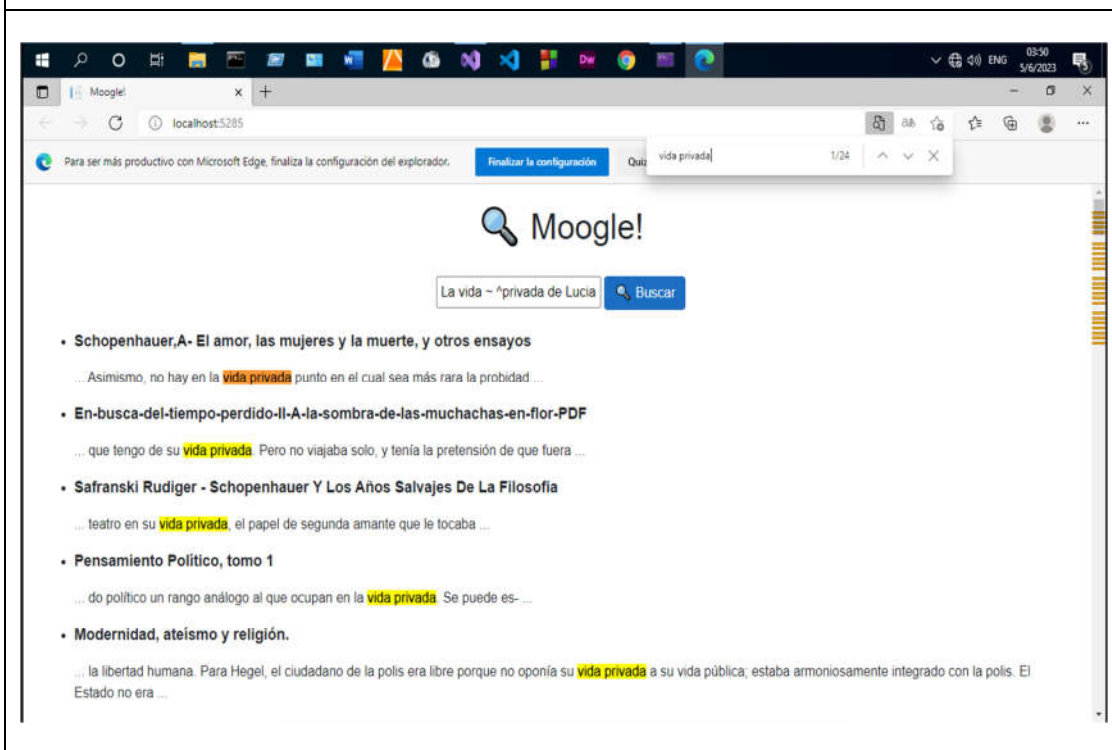 03:50
ENG
5/6/2023
Moogle!
localhost:5285
Para ser más productivo con Microsoft Edge, finaliza la configuración del explorador.
Finalizar la configuración
vida privada
1/24
Moogle!
La vida ~ ^privada de Lucia
Buscar
• Schopenhauer,A- El amor, las mujeres y la muerte, y otros ensayos
... Asimismo, no hay en la vida privada punto en el cual sea más rara la probidad ...
• En-busca-del-tiempo-perdido-II-A-la-sombra-de-las-muchachas-en-flor-PDF
... que tengo de su vida privada. Pero no viajaba solo, y tenía la pretensión de que fuera ...
• Safranski Rudiger - Schopenhauer Y Los Años Salvajes De La Filosofia
... teatro en su vida privada, el papel de segunda amante que le tocaba ...
• Pensamiento Político, tomo 1
... do político un rango análogo al que ocupan en la vida privada. Se puede es- ...
• Modernidad, ateísmo y religión.
... la libertad humana. Para Hegel, el ciudadano de la polis era libre porque no oponía su vida privada a su vida pública; estaba armoniosamente integrado con la polis. El
Estado no era ...